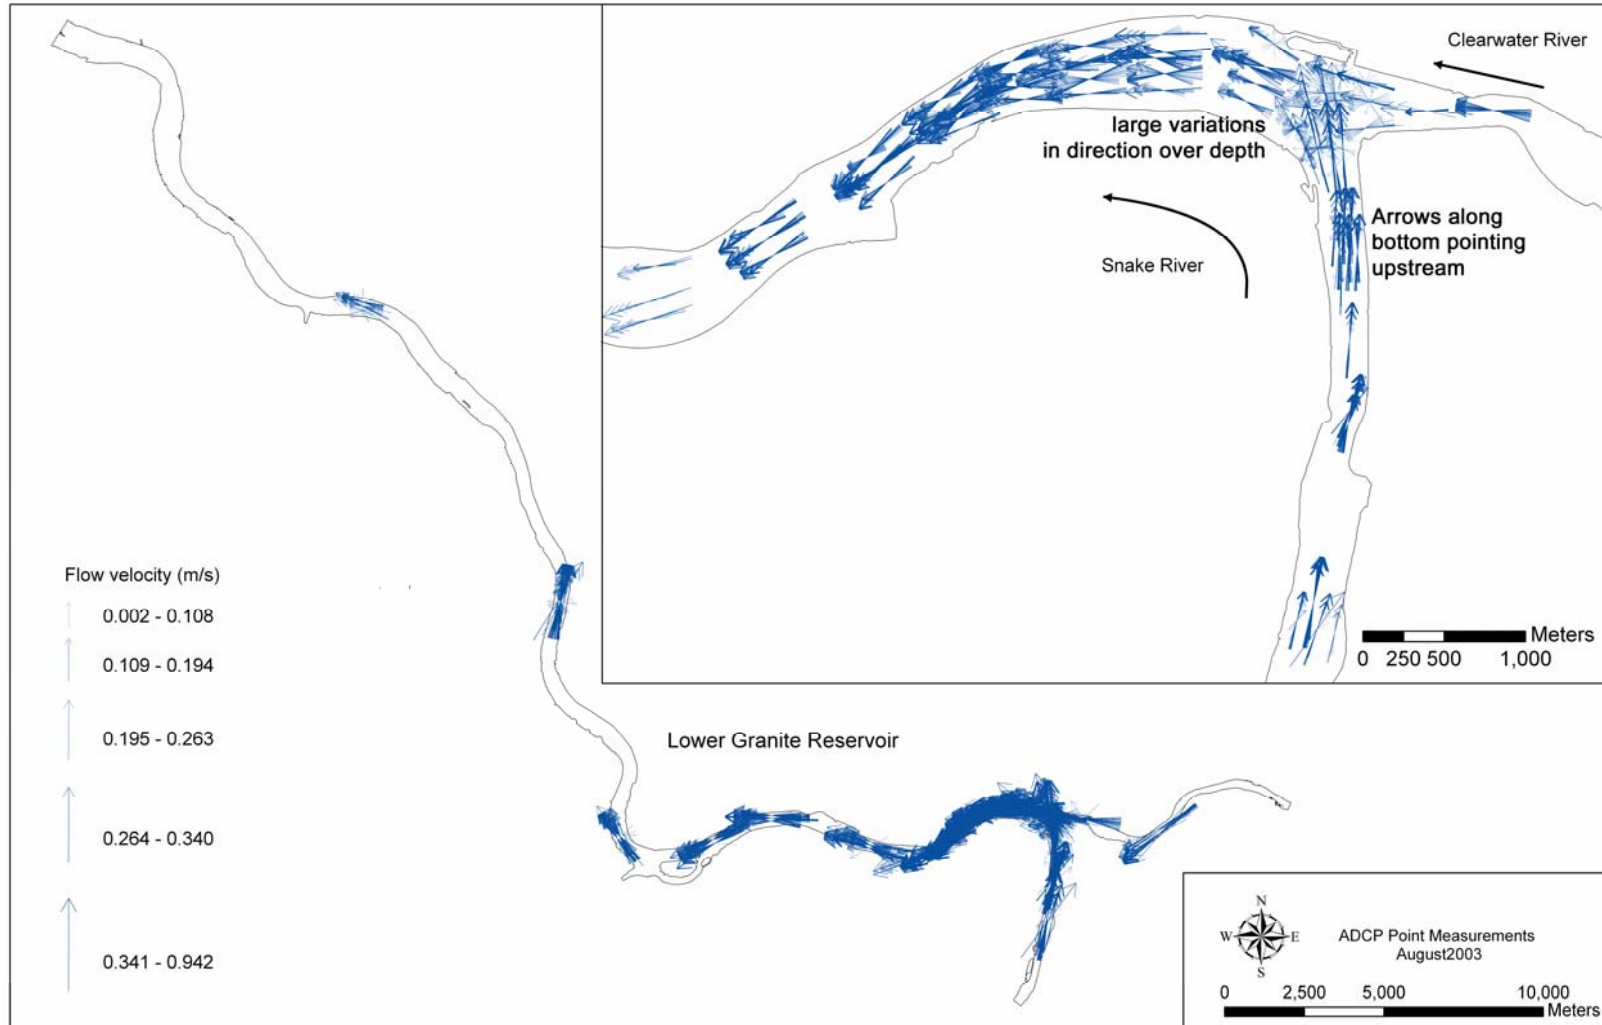 Clearwater River
large variations
in direction over depth
Snake River
Arrows along
bottom pointing
upstream
Meters
0 250 500 1,000
Flow velocity (m/s)
0.002 - 0.108
0.109 - 0.194
0.195 - 0.263
0.264 - 0.340
0.341 - 0.942
Lower Granite Reservoir
N
W E
S
ADCP Point Measurements
August2003
0 2,500 5,000 10,000
Meters